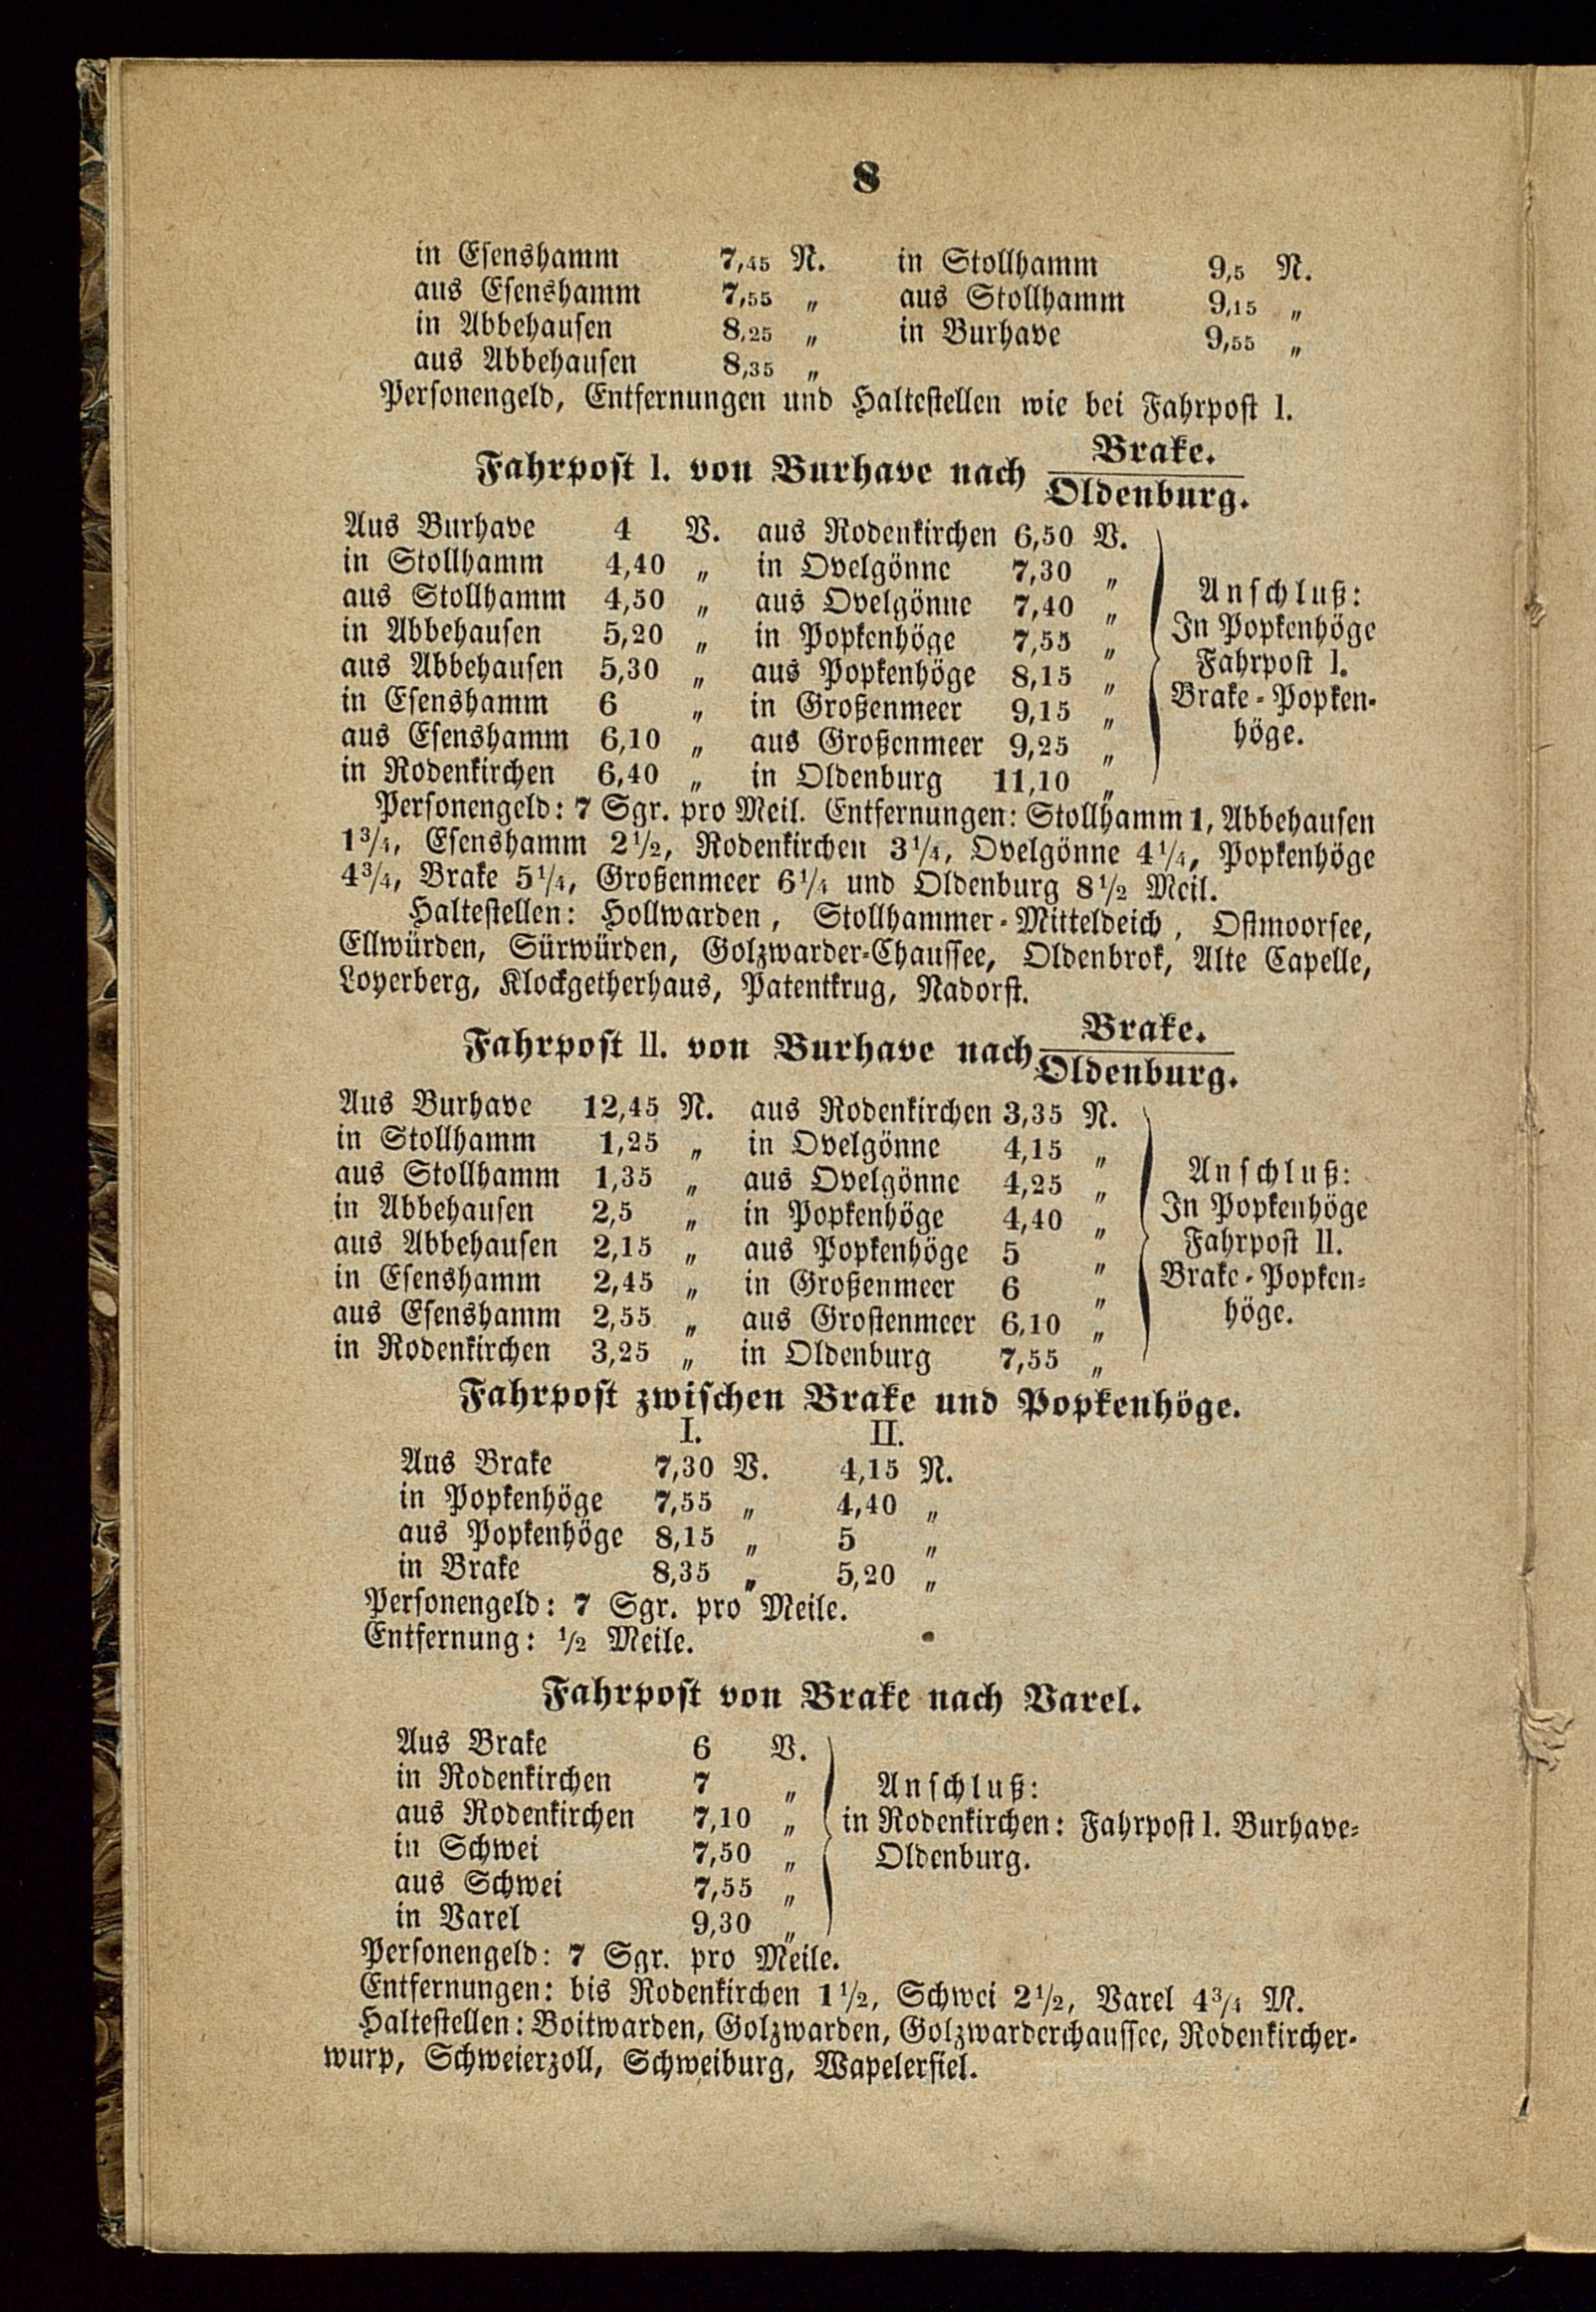 8
in Esenshamm 7,45 N. in Stollhamm 9,5 N.
aus Esenshamm 7,55 „ aus Stollhamm 9,15 „
in Abbehausen 8,25 „ in Burhave 9,55 „
aus Abbehausen 8,35 „
Personengeld, Entfernungen und Haltestellen wie bei Fahrpost I.
Fahrpost I. von Burhave nach Brake.
Oldenburg.
Aus Burhave 4 V. aus Rodenkirchen 6,50 V.
in Stollhamm 4,40 „ in Ovelgönne 7,30 „
aus Stollhamm 4,50 „ aus Ovelgönne 7,40 „ Anschluß:
in Abbehausen 5,20 „ in Popkenhöge 7,55 „ In Popkenhöge
aus Abbehausen 5,30 „ aus Popkenhöge 8,15 „ Fahrpost I.
in Esenshamm 6 „ in Großenmeer 9,15 „ Brake-Popken-
aus Esenshamm 6,10 „ aus Großenmeer 9,25 „ höge.
in Rodenkirchen 6,40 „ in Oldenburg 11,10 „
Personengeld: 7 Sgr. pro Meil. Entfernungen: Stollhamm 1, Abbehausen
1¾, Esenshamm 2½, Rodenkirchen 3¼, Ovelgönne 4¼, Popkenhöge
4¾, Brake 5¼, Großenmeer 6¼ und Oldenburg 8½ Meil.
Haltestellen: Hollwarden, Stollhammer-Mitteldeich, Ostmoorsee,
Ellwürden, Sürwürden, Golzwarder-Chaussee, Oldenbrok, Alte Capelle,
Loyerberg, Klockgetherhaus, Patentkrug, Nadorst.
Fahrpost II. von Burhave nach Brake.
Oldenburg.
Aus Burhave 12,45 N. aus Rodenkirchen 3,35 N.
in Stollhamm 1,25 „ in Ovelgönne 4,15 „
aus Stollhamm 1,35 „ aus Ovelgönne 4,25 „ Anschluß:
in Abbehausen 2,5 „ in Popkenhöge 4,40 „ In Popkenhöge
aus Abbehausen 2,15 „ aus Popkenhöge 5 „ Fahrpost II.
in Esenshamm 2,45 „ in Großenmeer 6 „ Brake-Popken-
aus Esenshamm 2,55 „ aus Grostenmeer 6,10 „ höge.
in Rodenkirchen 3,25 „ in Oldenburg 7,55 „
Fahrpost zwischen Brake und Popkenhöge.
I. II.
Aus Brake 7,30 V. 4,15 N.
in Popkenhöge 7,55 „ 4,40 „
aus Popkenhöge 8,15 „ 5 „
in Brake 8,35 „ 5,20 „
Personengeld: 7 Sgr. pro Meile.
Entfernung: ½ Meile.
Fahrpost von Brake nach Varel.
Aus Brake 6 V.
in Rodenkirchen 7 „ Anschluß:
aus Rodenkirchen 7,10 „ in Rodenkirchen: Fahrpost I. Burhave-
in Schwei 7,50 „ Oldenburg.
aus Schwei 7,55 „
in Varel 9,30 „
Personengeld: 7 Sgr. pro Meile.
Entfernungen: bis Rodenkirchen 1½, Schwei 2½, Varel 4¾ M.
Haltestellen: Boitwarden, Golzwarden, Golzwarderchaussee, Rodenkircher-
wurp, Schweierzoll, Schweiburg, Wapelersiel.